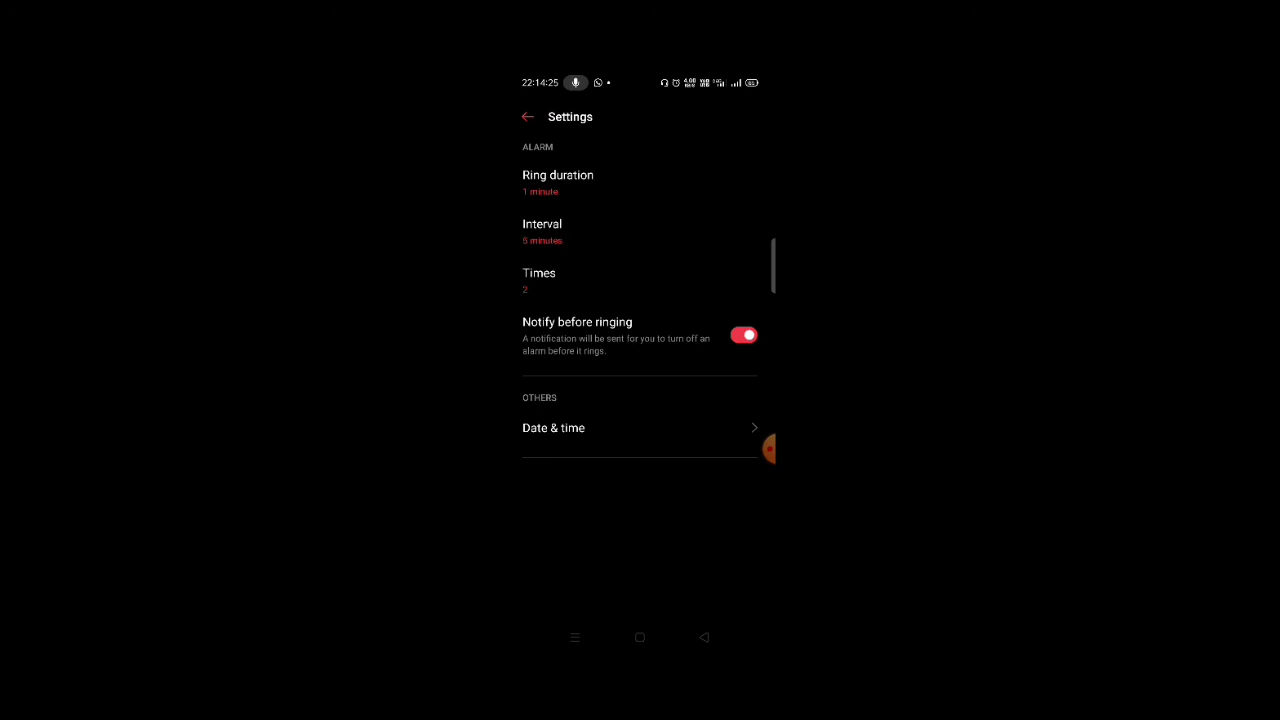 22:14:25
Settings
ALARM
Ring duration
1 minute
Interval
5 minutes
Times
2
Notify before ringing
A notification will be sent for you to turn off an
alarm before it rings.
OTHERS
Date & time